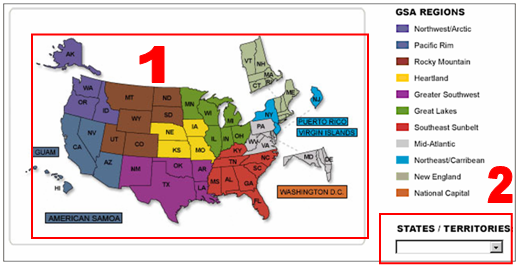 1
AK
WA
OR
ID
MT
ND
MN
SD
WY
WI
MI
NE
IA
IL
IN
OH
NV
UT
CO
KS
MO
KY
CA
AZ
NM
OK
AR
TN
NC
SC
MS
AL
GA
TX
LA
FL
HI
VT
NH
MA
CT
RI
ME
NJ
NY
PA
WV
VA
MD
DE
PUERTO RICO
VIRGIN ISLANDS
GUAM
WASHINGTON D.C.
AMERICAN SAMOA
GSA REGIONS
Northwest/Arctic
Pacific Rim
Rocky Mountain
Heartland
Greater Southwest
Great Lakes
Southeast Sunbelt
Mid-Atlantic
Northeast/Carribean
New England
National Capital
2
STATES / TERRITORIES